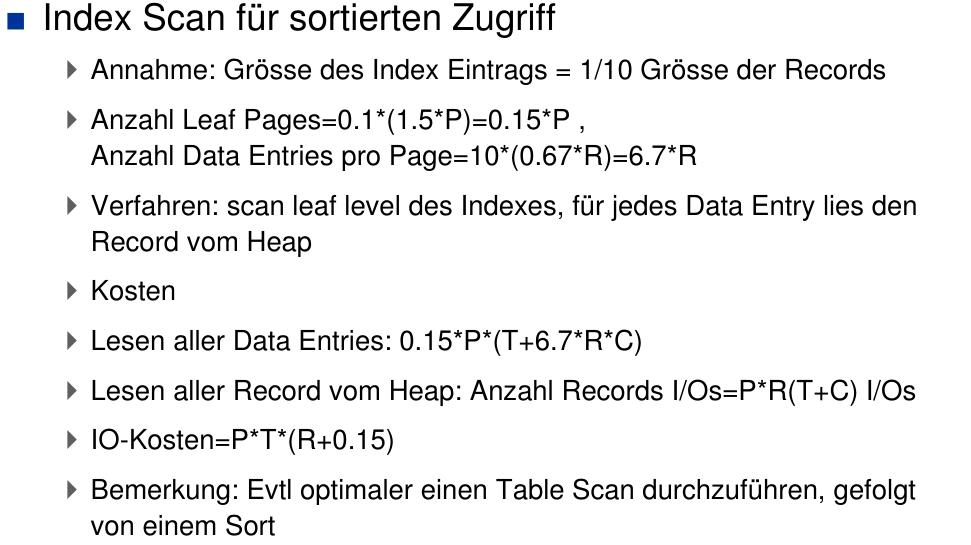 Index Scan für sortierten Zugriff
Annahme: Grösse des Index Eintrags = 1/10 Grösse der Records
Anzahl Leaf Pages=0.1*(1.5*P)=0.15*P ,
Anzahl Data Entries pro Page=10*(0.67*R)=6.7*R
Verfahren: scan leaf level des Indexes, für jedes Data Entry lies den
Record vom Heap
Kosten
Lesen aller Data Entries: 0.15*P*(T+6.7*R*C)
Lesen aller Record vom Heap: Anzahl Records I/Os=P*R(T+C) I/Os
IO-Kosten=P*T*(R+0.15)
Bemerkung: Evtl optimaler einen Table Scan durchzuführen, gefolgt
von einem Sort